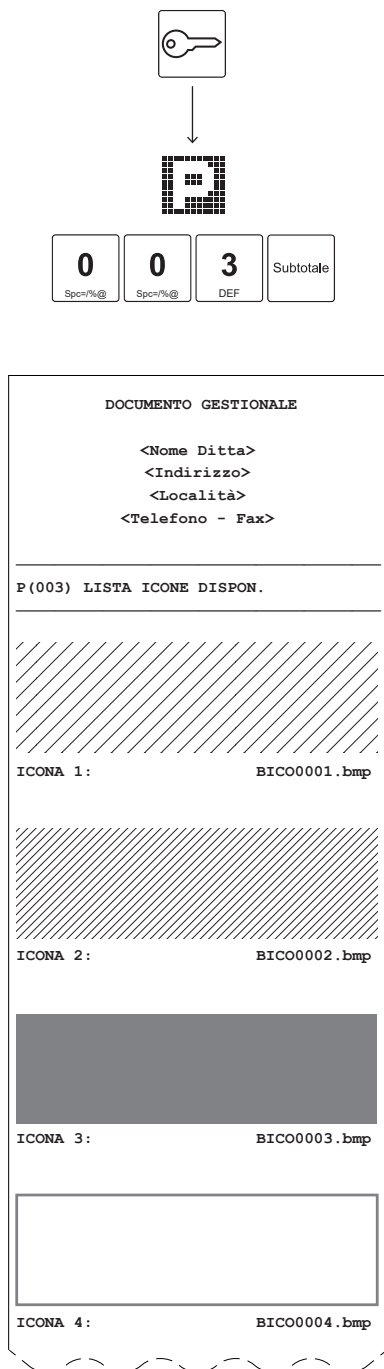 P
0 0 3 Subtotale
Spc=/%@ Spc=/%@ DEF
DOCUMENTO GESTIONALE
<Nome Ditta>
<Indirizzo>
<Località>
<Telefono - Fax>
P(003) LISTA ICONE DISPON.
ICONA 1: BICO0001.bmp
ICONA 2: BICO0002.bmp
ICONA 3: BICO0003.bmp
ICONA 4: BICO0004.bmp